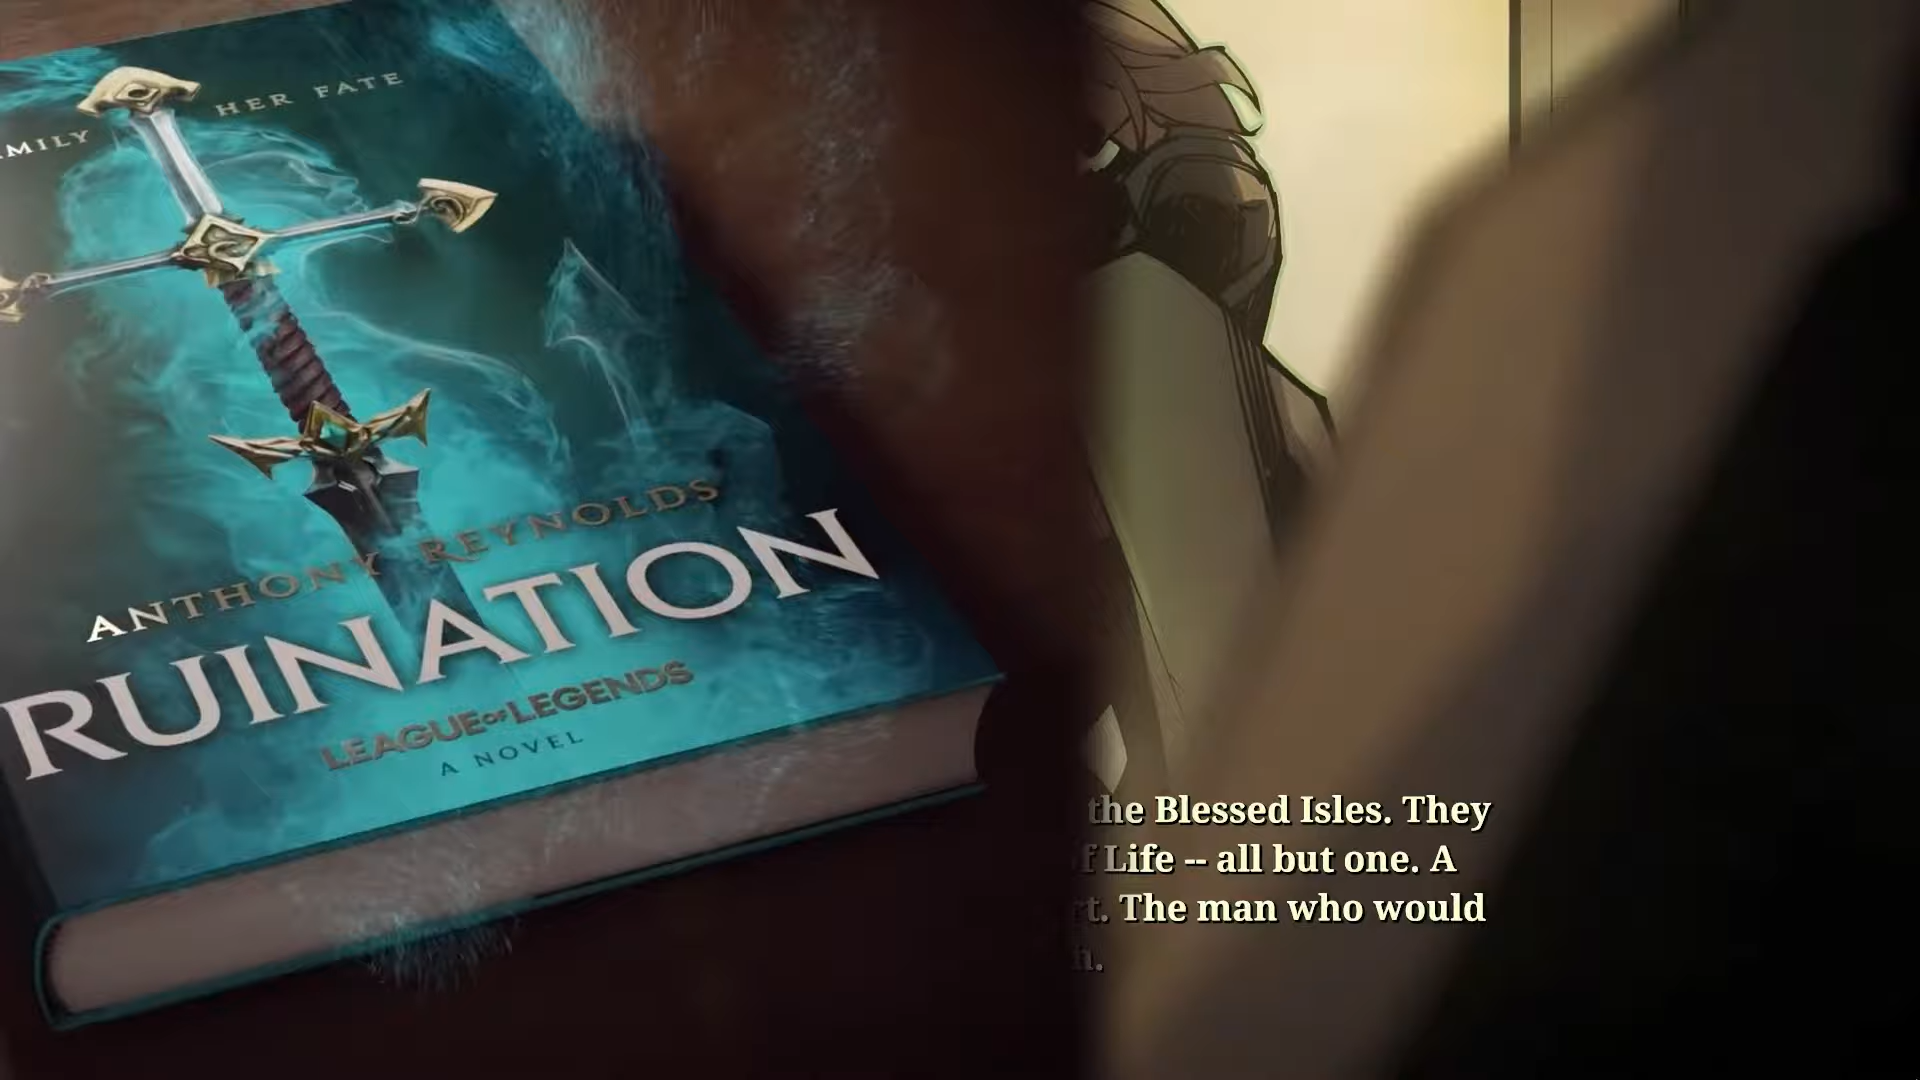 HER FATE
ANTHONY REYNOLDS
RUINATION
LEAGUE OF LEGENDS
A NOVEL
the Blessed Isles. They
Life -- all but one. A
The man who would